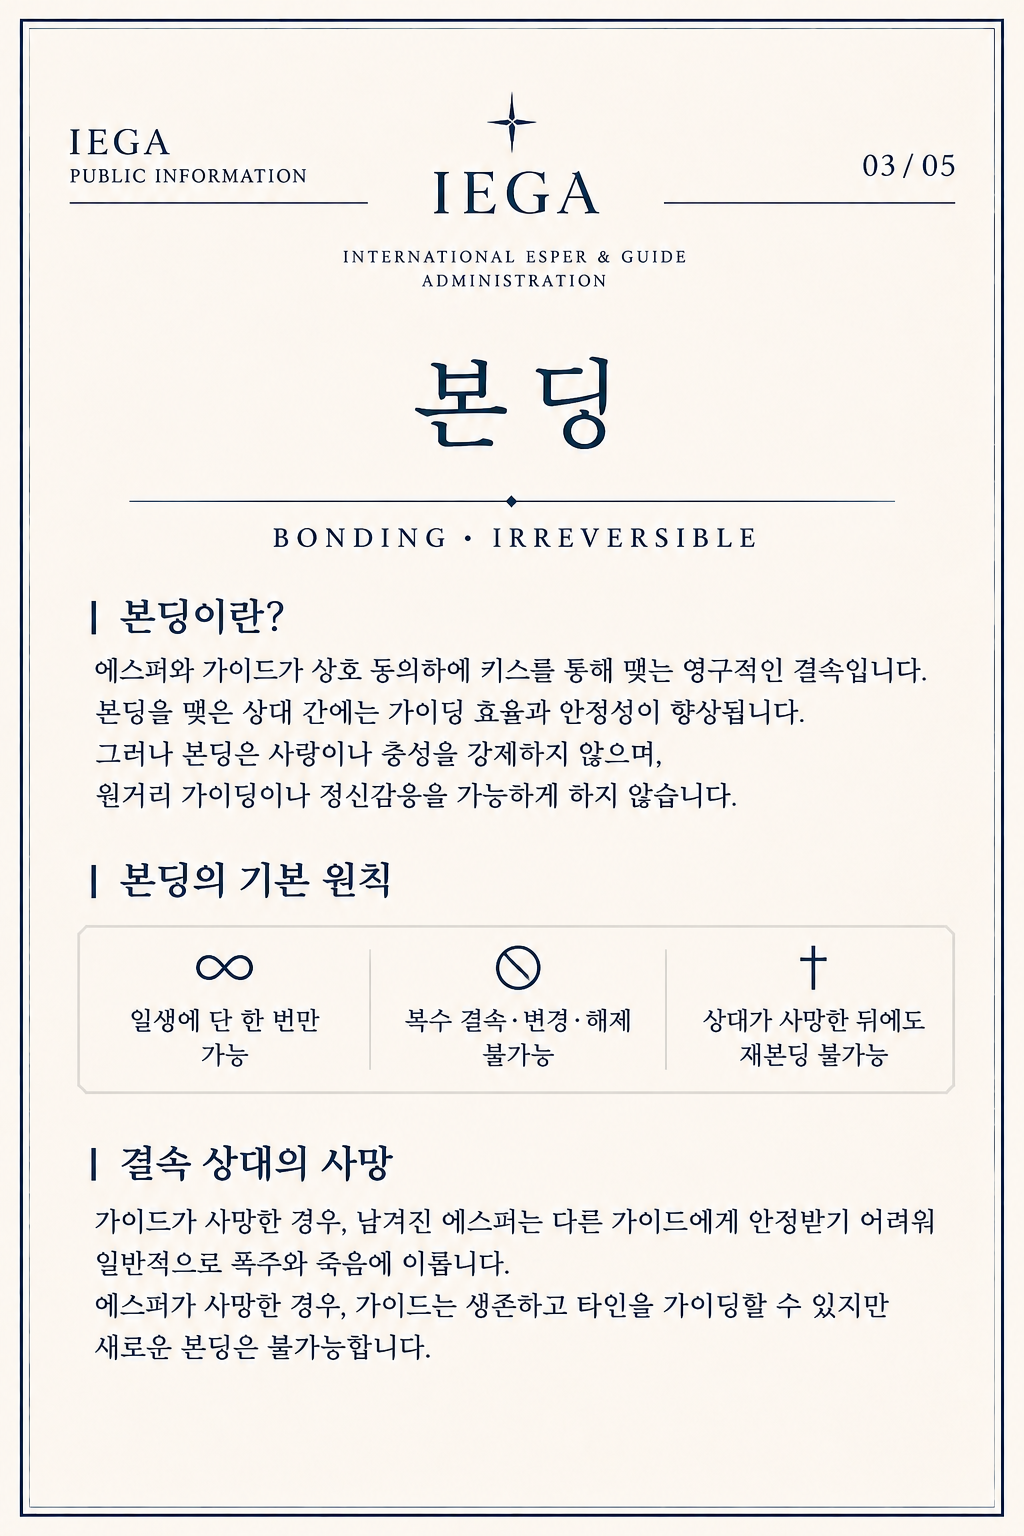 IEGA
PUBLIC INFORMATION
IEGA
03 / 05
INTERNATIONAL ESPER & GUIDE
ADMINISTRATION
본딩
BONDING • IRREVERSIBLE
본딩이란?
에스퍼와 가이드가 상호 동의하에 키스를 통해 맺는 영구적인 결속입니다.
본딩을 맺은 상대 간에는 가이딩 효율과 안정성이 향상됩니다.
그러나 본딩은 사랑이나 충성을 강제하지 않으며,
원거리 가이딩이나 정신감응을 가능하게 하지 않습니다.
본딩의 기본 원칙
일생에 단 한 번만
가능
복수 결속·변경·해제
불가능
상대가 사망한 뒤에도
재본딩 불가능
결속 상대의 사망
가이드가 사망한 경우, 남겨진 에스퍼는 다른 가이드에게 안정받기 어려워
일반적으로 폭주와 죽음에 이릅니다.
에스퍼가 사망한 경우, 가이드는 생존하고 타인을 가이딩할 수 있지만
새로운 본딩은 불가능합니다.